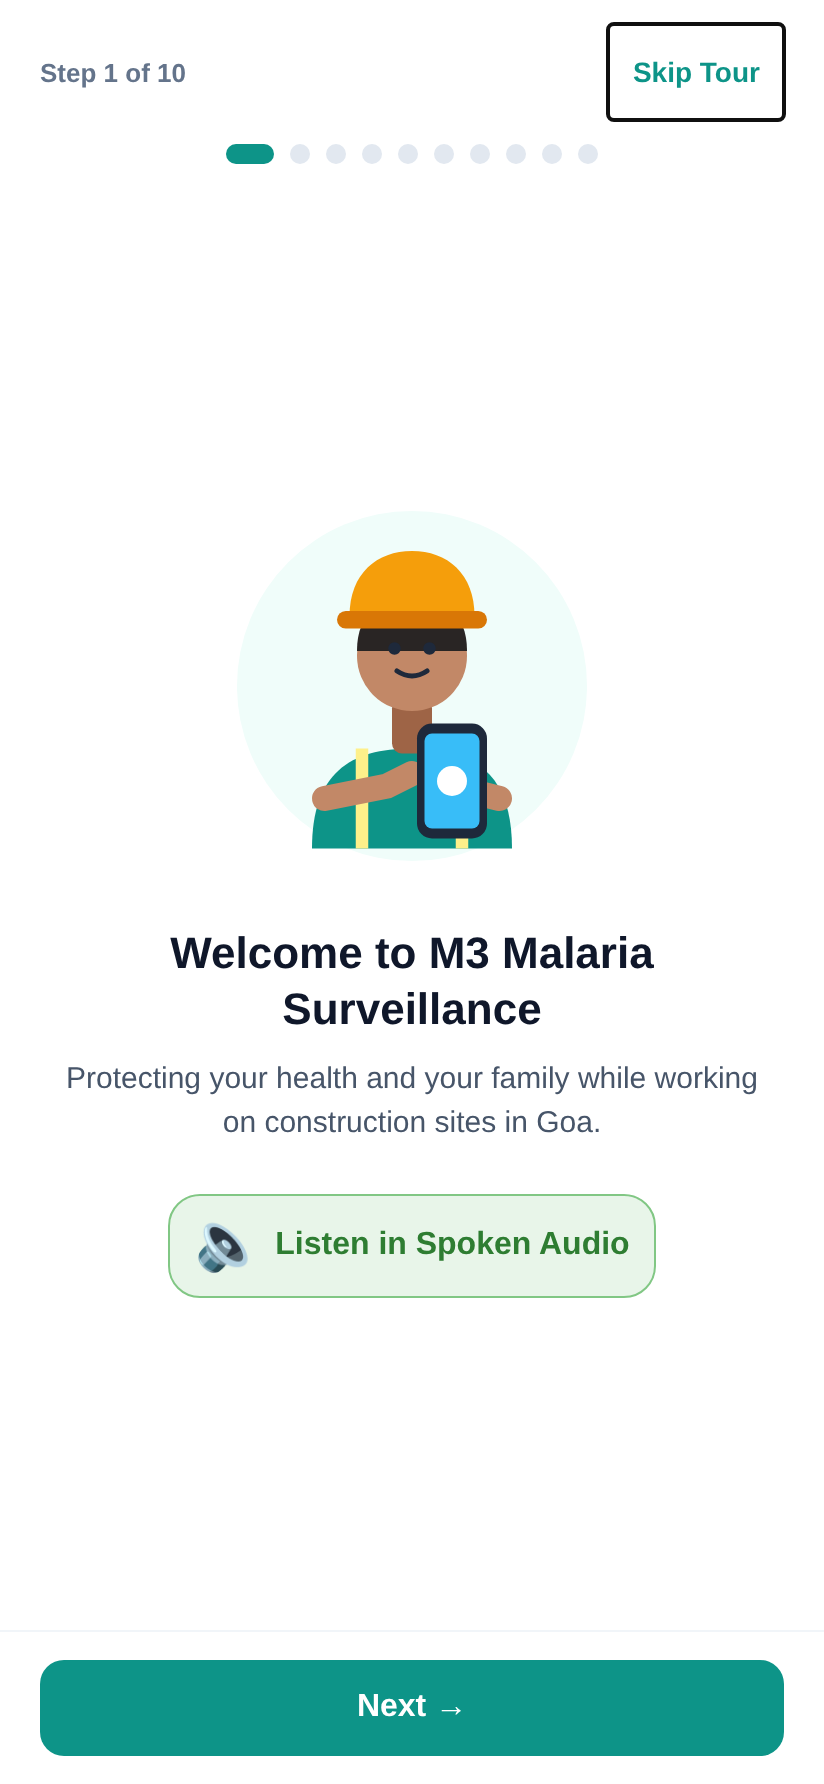 Step 1 of 10
Skip Tour
Welcome to M3 Malaria
Surveillance
Protecting your health and your family while working
on construction sites in Goa.
Listen in Spoken Audio
Next →